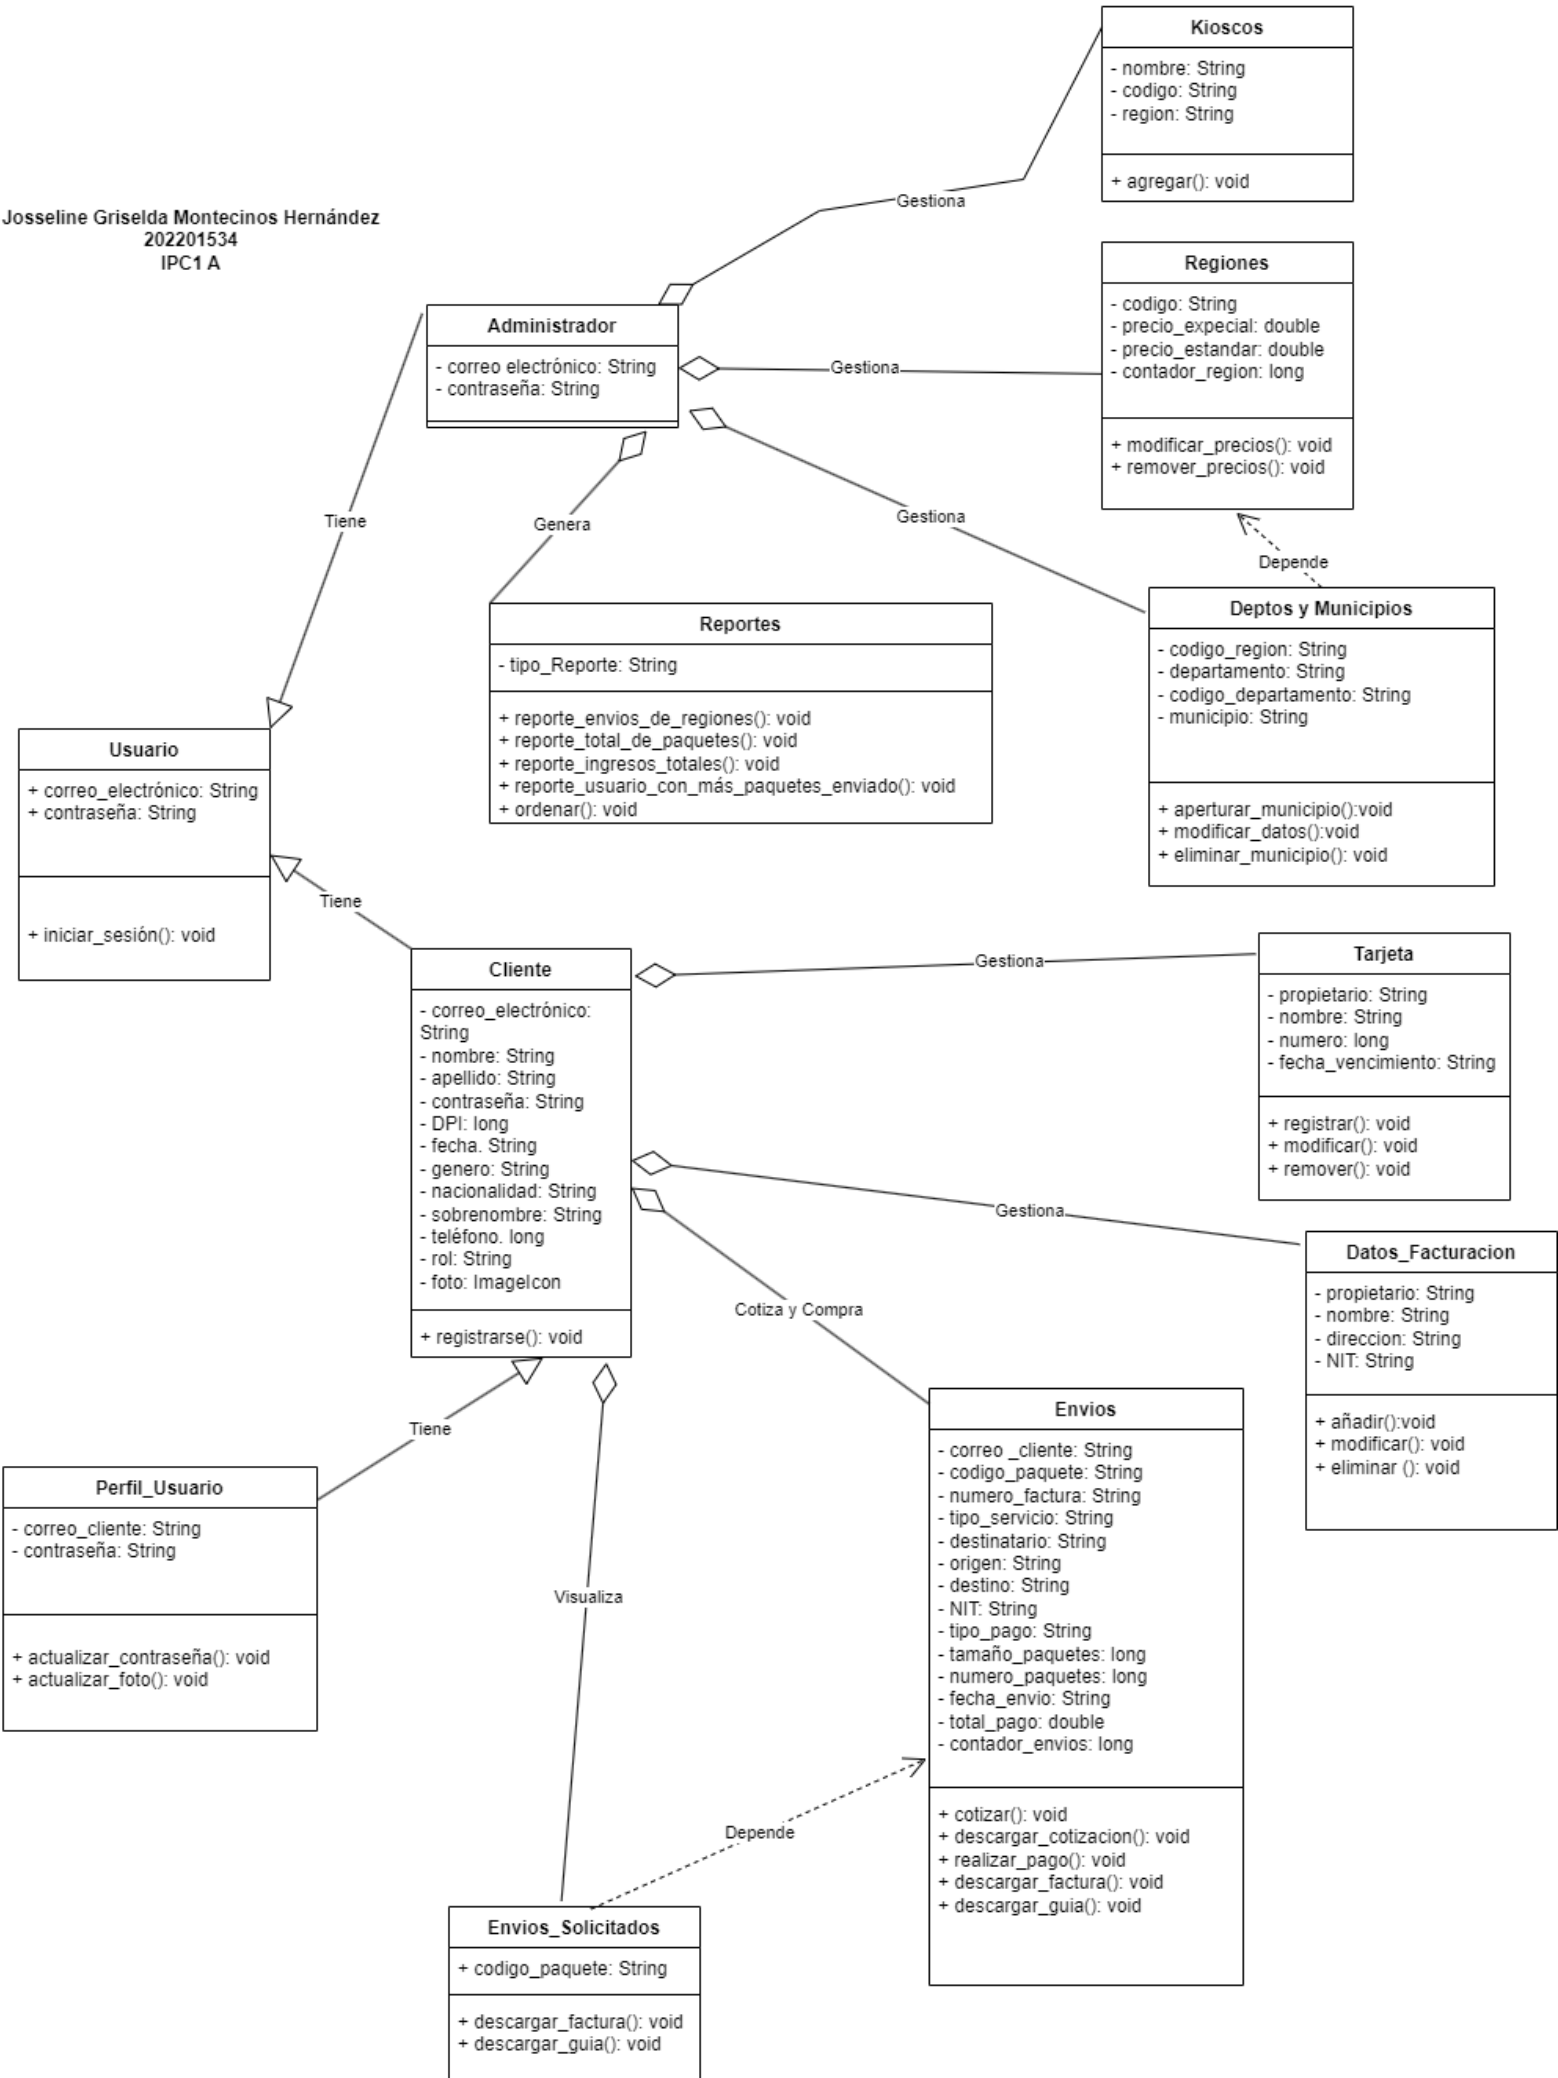 Kioscos
- nombre: String
- codigo: String
- region: String
+ agregar(): void
Gestiona
Josseline Griselda Montecinos Hernández
202201534
IPC1 A
Regiones
- codigo: String
- precio_expecial: double
- precio_estandar: double
- contador_region: long
+ modificar_precios(): void
+ remover_precios(): void
Administrador
- correo electrónico: String
- contraseña: String
Gestiona
Gestiona
Tiene
Genera
Depende
Deptos y Municipios
- codigo_region: String
- departamento: String
- codigo_departamento: String
- municipio: String
+ aperturar_municipio():void
+ modificar_datos():void
+ eliminar_municipio(): void
Reportes
- tipo_Reporte: String
+ reporte_envios_de_regiones(): void
+ reporte_total_de_paquetes(): void
+ reporte_ingresos_totales(): void
+ reporte_usuario_con_más_paquetes_enviado(): void
+ ordenar(): void
Usuario
+ correo_electrónico: String
+ contraseña: String
+ iniciar_sesión(): void
Tiene
Cliente
- correo_electrónico:
String
- nombre: String
- apellido: String
- contraseña: String
- DPI: long
- fecha. String
- genero: String
- nacionalidad: String
- sobrenombre: String
- teléfono. long
- rol: String
- foto: ImageIcon
+ registrarse(): void
Gestiona
Tarjeta
- propietario: String
- nombre: String
- numero: long
- fecha_vencimiento: String
+ registrar(): void
+ modificar(): void
+ remover(): void
Gestiona
Datos_Facturacion
- propietario: String
- nombre: String
- direccion: String
- NIT: String
+ añadir():void
+ modificar(): void
+ eliminar (): void
Cotiza y Compra
Envios
- correo _cliente: String
- codigo_paquete: String
- numero_factura: String
- tipo_servicio: String
- destinatario: String
- origen: String
- destino: String
- NIT: String
- tipo_pago: String
- tamaño_paquetes: long
- numero_paquetes: long
- fecha_envio: String
- total_pago: double
- contador_envios: long
+ cotizar(): void
+ descargar_cotizacion(): void
+ realizar_pago(): void
+ descargar_factura(): void
+ descargar_guia(): void
Tiene
Perfil_Usuario
- correo_cliente: String
- contraseña: String
+ actualizar_contraseña(): void
+ actualizar_foto(): void
Visualiza
Depende
Envios_Solicitados
+ codigo_paquete: String
+ descargar_factura(): void
+ descargar_guia(): void